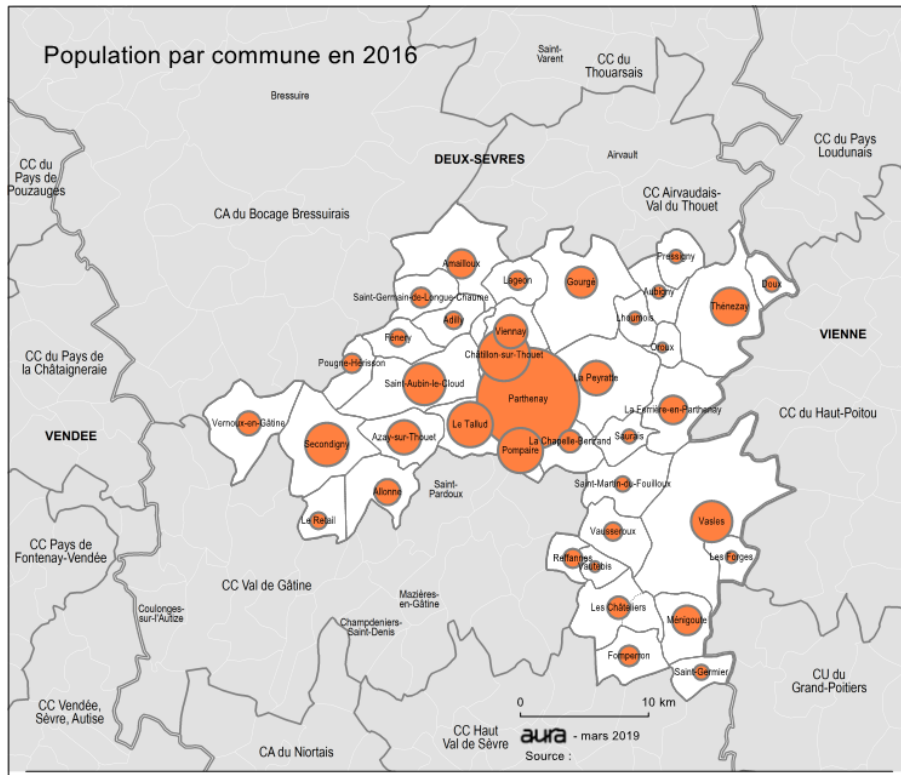 Population par commune en 2016
Saint-
Varent
CC du
Thouarsais
Bressuire
CC du Pays
Loudunais
DEUX-SEVRES
Airvault
CC du
Pays de
Pouzauges
CC Airvaudais-
Val du Thouet
CA du Bocage Bressuirais
Amailloux
Pressigny
Lageon
Gourgé
Doux
Aubigny
Saint-Germain-de-Longue-Chaume
Thénezay
Adilly
Lhoumois
Viennay
VIENNE
Fénery
Oroux
Châtillon-sur-Thouet
CC du Pays de
la Châtaigneraie
Pougne-Hérisson
La Peyratte
Saint-Aubin-le-Cloud
Parthenay
La Ferrière-en-Parthenay
CC du Haut-Poitou
Vernoux-en-Gâtine
Le Tallud
VENDEE
Azay-sur-Thouet
Saurais
La Chapelle-Bertrand
Secondigny
Pompaire
Saint-Martin-du-Fouilloux
Saint-
Pardoux
Allonne
Le Retail
Vasles
Vausseroux
CC Pays de
Fontenay-Vendée
Les Forges
Reffannes
Vautebis
CC Val de Gâtine
Mazières-
en-Gâtine
Coulonges-
sur-l'Autize
Les Châteliers
Ménigoute
Champdeniers-
Saint-Denis
Fomperron
Saint-Germier
CU du
Grand-Poitiers
CC Vendée,
Sèvre, Autise
0 10 km
CC Haut
Val de Sèvre
aura - mars 2019
CA du Niortais
Source :